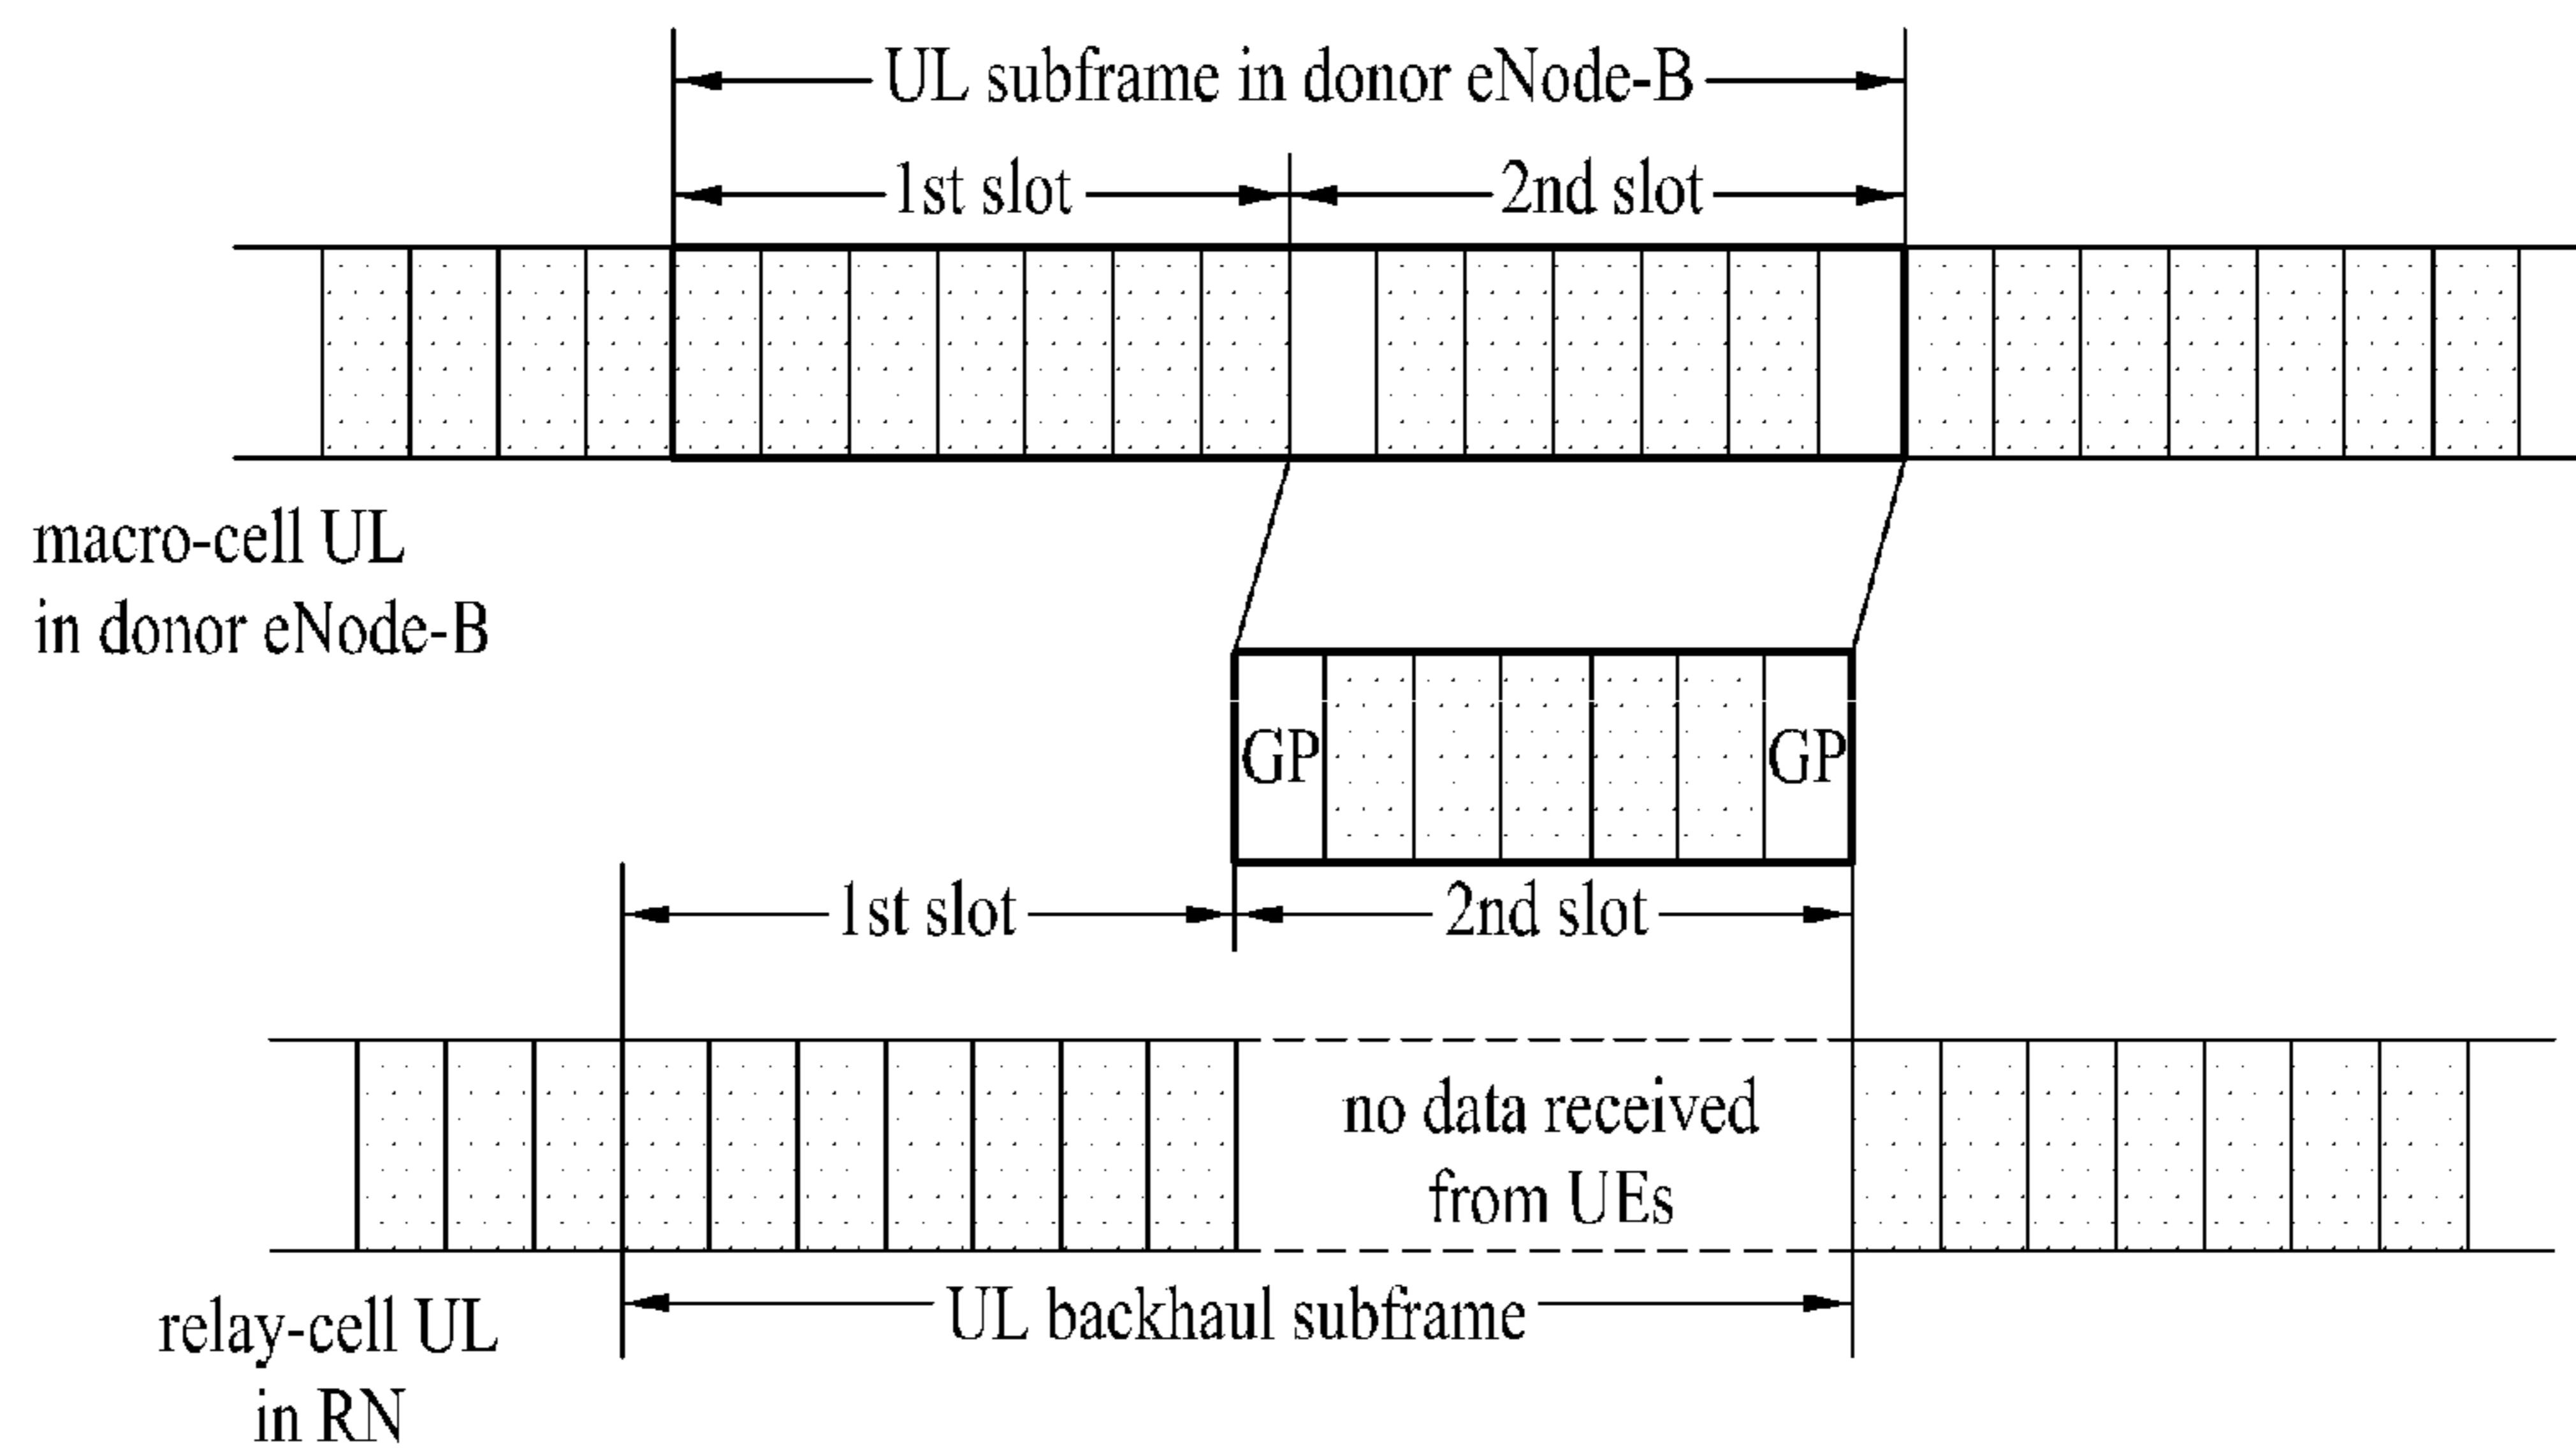 UL subframe in donor eNode-B
1st slot
2nd slot
macro-cell UL
in donor eNode-B
GP
GP
1st slot
2nd slot
no data received
from UEs
UL backhaul subframe
relay-cell UL
in RN